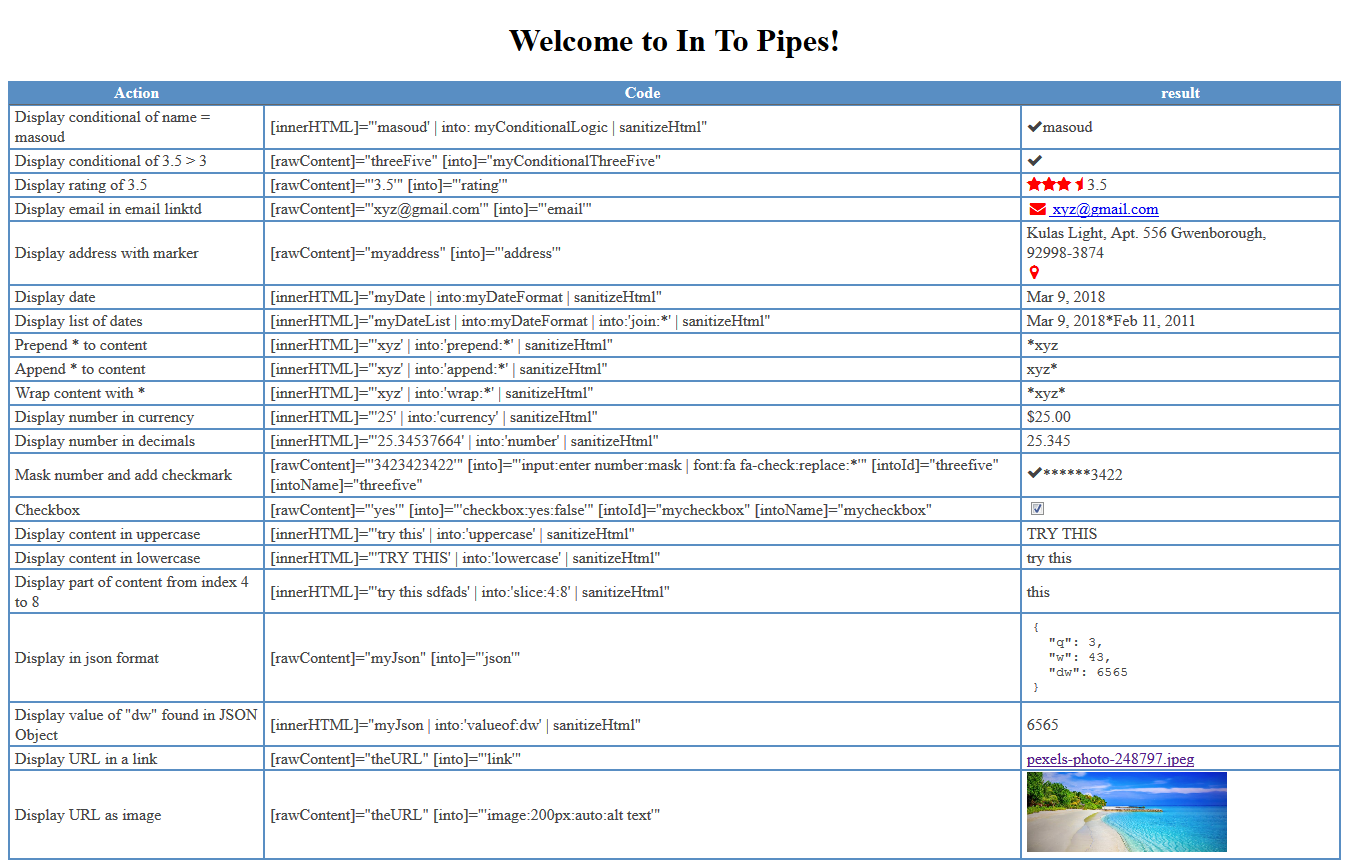 Welcome to In To Pipes!
Action Code result
Display conditional of name =
masoud
[innerHTML]="'masoud' | into: myConditionalLogic | sanitizeHtml"
masoud
Display conditional of 3.5 > 3
[rawContent]="threeFive" [into]="myConditionalThreeFive"
Display rating of 3.5
[rawContent]="'3.5'" [into]="'rating'"
3.5
Display email in email linktd
[rawContent]="'xyz@gmail.com'" [into]="'email'"
xyz@gmail.com
Display address with marker
[rawContent]="myaddress" [into]="'address'"
Kulas Light, Apt. 556 Gwenborough,
92998-3874
Display date
[innerHTML]="myDate | into:myDateFormat | sanitizeHtml"
Mar 9, 2018
Display list of dates
[innerHTML]="myDateList | into:myDateFormat | into:'join:*' | sanitizeHtml"
Mar 9, 2018*Feb 11, 2011
Prepend * to content
[innerHTML]="'xyz' | into:'prepend:*' | sanitizeHtml"
*xyz
Append * to content
[innerHTML]="'xyz' | into:'append:*' | sanitizeHtml"
xyz*
Wrap content with *
[innerHTML]="'xyz' | into:'wrap:*' | sanitizeHtml"
*xyz*
Display number in currency
[innerHTML]="'25' | into:'currency' | sanitizeHtml"
$25.00
Display number in decimals
[innerHTML]="'25.34537664' | into:'number' | sanitizeHtml"
25.345
Mask number and add checkmark
[rawContent]="'3423423422'" [into]="'input:enter number:mask | font:fa fa-check:replace:*'" [intoId]="threefive"
[intoName]="threefive"
******3422
Checkbox
[rawContent]="'yes'" [into]="'checkbox:yes:false'" [intoId]="mycheckbox" [intoName]="mycheckbox"
Display content in uppercase
[innerHTML]="'try this' | into:'uppercase' | sanitizeHtml"
TRY THIS
Display content in lowercase
[innerHTML]="'TRY THIS' | into:'lowercase' | sanitizeHtml"
try this
Display part of content from index 4
to 8
[innerHTML]="'try this sdfads' | into:'slice:4:8' | sanitizeHtml"
this
Display in json format
[rawContent]="myJson" [into]="'json'"
{
"q": 3,
"w": 43,
"dw": 6565
}
Display value of "dw" found in JSON
Object
[innerHTML]="myJson | into:'valueof:dw' | sanitizeHtml"
6565
Display URL in a link
[rawContent]="theURL" [into]="'link'"
pexels-photo-248797.jpeg
Display URL as image
[rawContent]="theURL" [into]="'image:200px:auto:alt text'"